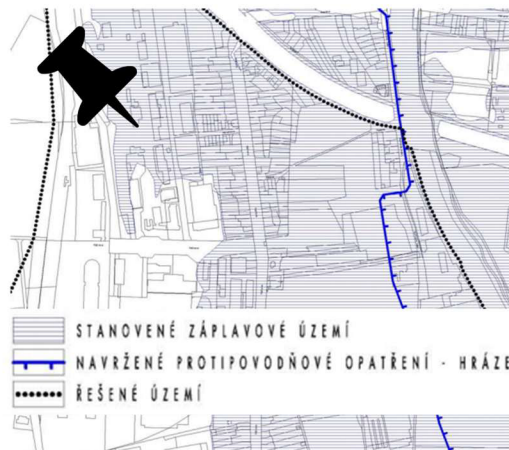 STANOVENÉ ZÁPLAVOVÉ ÚZEMÍ
NAVRŽENÉ PROTIPOVODŇOVÉ OPATŘENÍ - HRÁZE
ŘEŠENÉ ÚZEMÍ